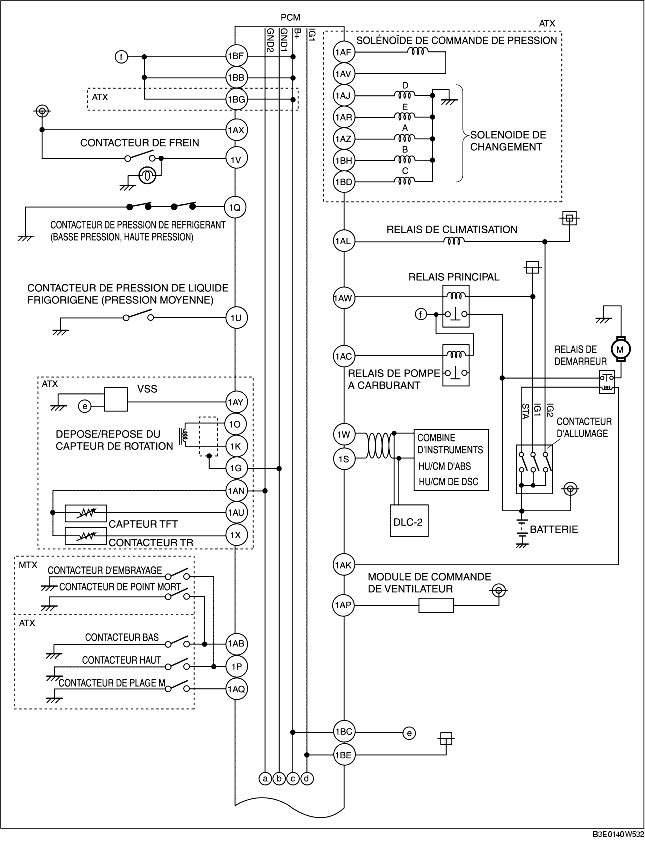 PCM
GND2
GND1
B+
IG1
ATX
f
1BF
1BB
1BG
ATX
1AX
CONTACTEUR DE FREIN
1V
1Q
CONTACTEUR DE PRESSION DE REFRIGERANT
(BASSE PRESSION, HAUTE PRESSION)
CONTACTEUR DE PRESSION DE LIQUIDE
FRIGORIGENE (PRESSION MOYENNE)
1U
ATX
VSS
e
1AY
1O
DEPOSE/REPOSE DU
CAPTEUR DE ROTATION
1K
1G
1AN
1AU
CAPTEUR TFT
1X
CONTACTEUR TR
MTX
CONTACTEUR D'EMBRAYAGE
CONTACTEUR DE POINT MORT
ATX
CONTACTEUR BAS
1AB
CONTACTEUR HAUT
1P
CONTACTEUR DE PLAGE M
1AQ
a
b
c
d
SOLÉNOÏDE DE COMMANDE DE PRESSION
1AF
1AV
1AJ
D
1AR
E
1AZ
A
1BH
B
1BD
C
SOLENOIDE DE
CHANGEMENT
RELAIS DE CLIMATISATION
1AL
RELAIS PRINCIPAL
1AW
f
1AC
RELAIS DE POMPE
A CARBURANT
RELAIS DE
DEMARREUR
M
STA
IG1
IG2
CONTACTEUR
D'ALLUMAGE
1W
1S
COMBINE
D'INSTRUMENTS
HU/CM D'ABS
HU/CM DE DSC
DLC-2
BATTERIE
1AK
MODULE DE COMMANDE
DE VENTILATEUR
1AP
1BC
e
1BE
B3E0140W532